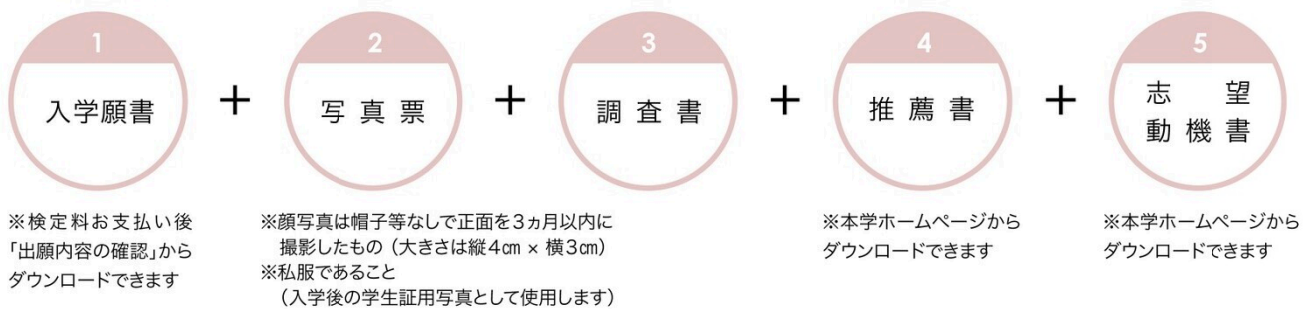 1
入学願書
+
2
写真票
+
3
調査書
+
4
推薦書
+
5
志望
動機書
※検定料お支払い後
「出願内容の確認」から
ダウンロードできます
※顔写真は帽子等なしで正面を3ヵ月以内に
撮影したもの（大きさは縦4㎝ × 横3㎝）
※私服であること
（入学後の学生証用写真として使用します）
※本学ホームページから
ダウンロードできます
※本学ホームページから
ダウンロードできます